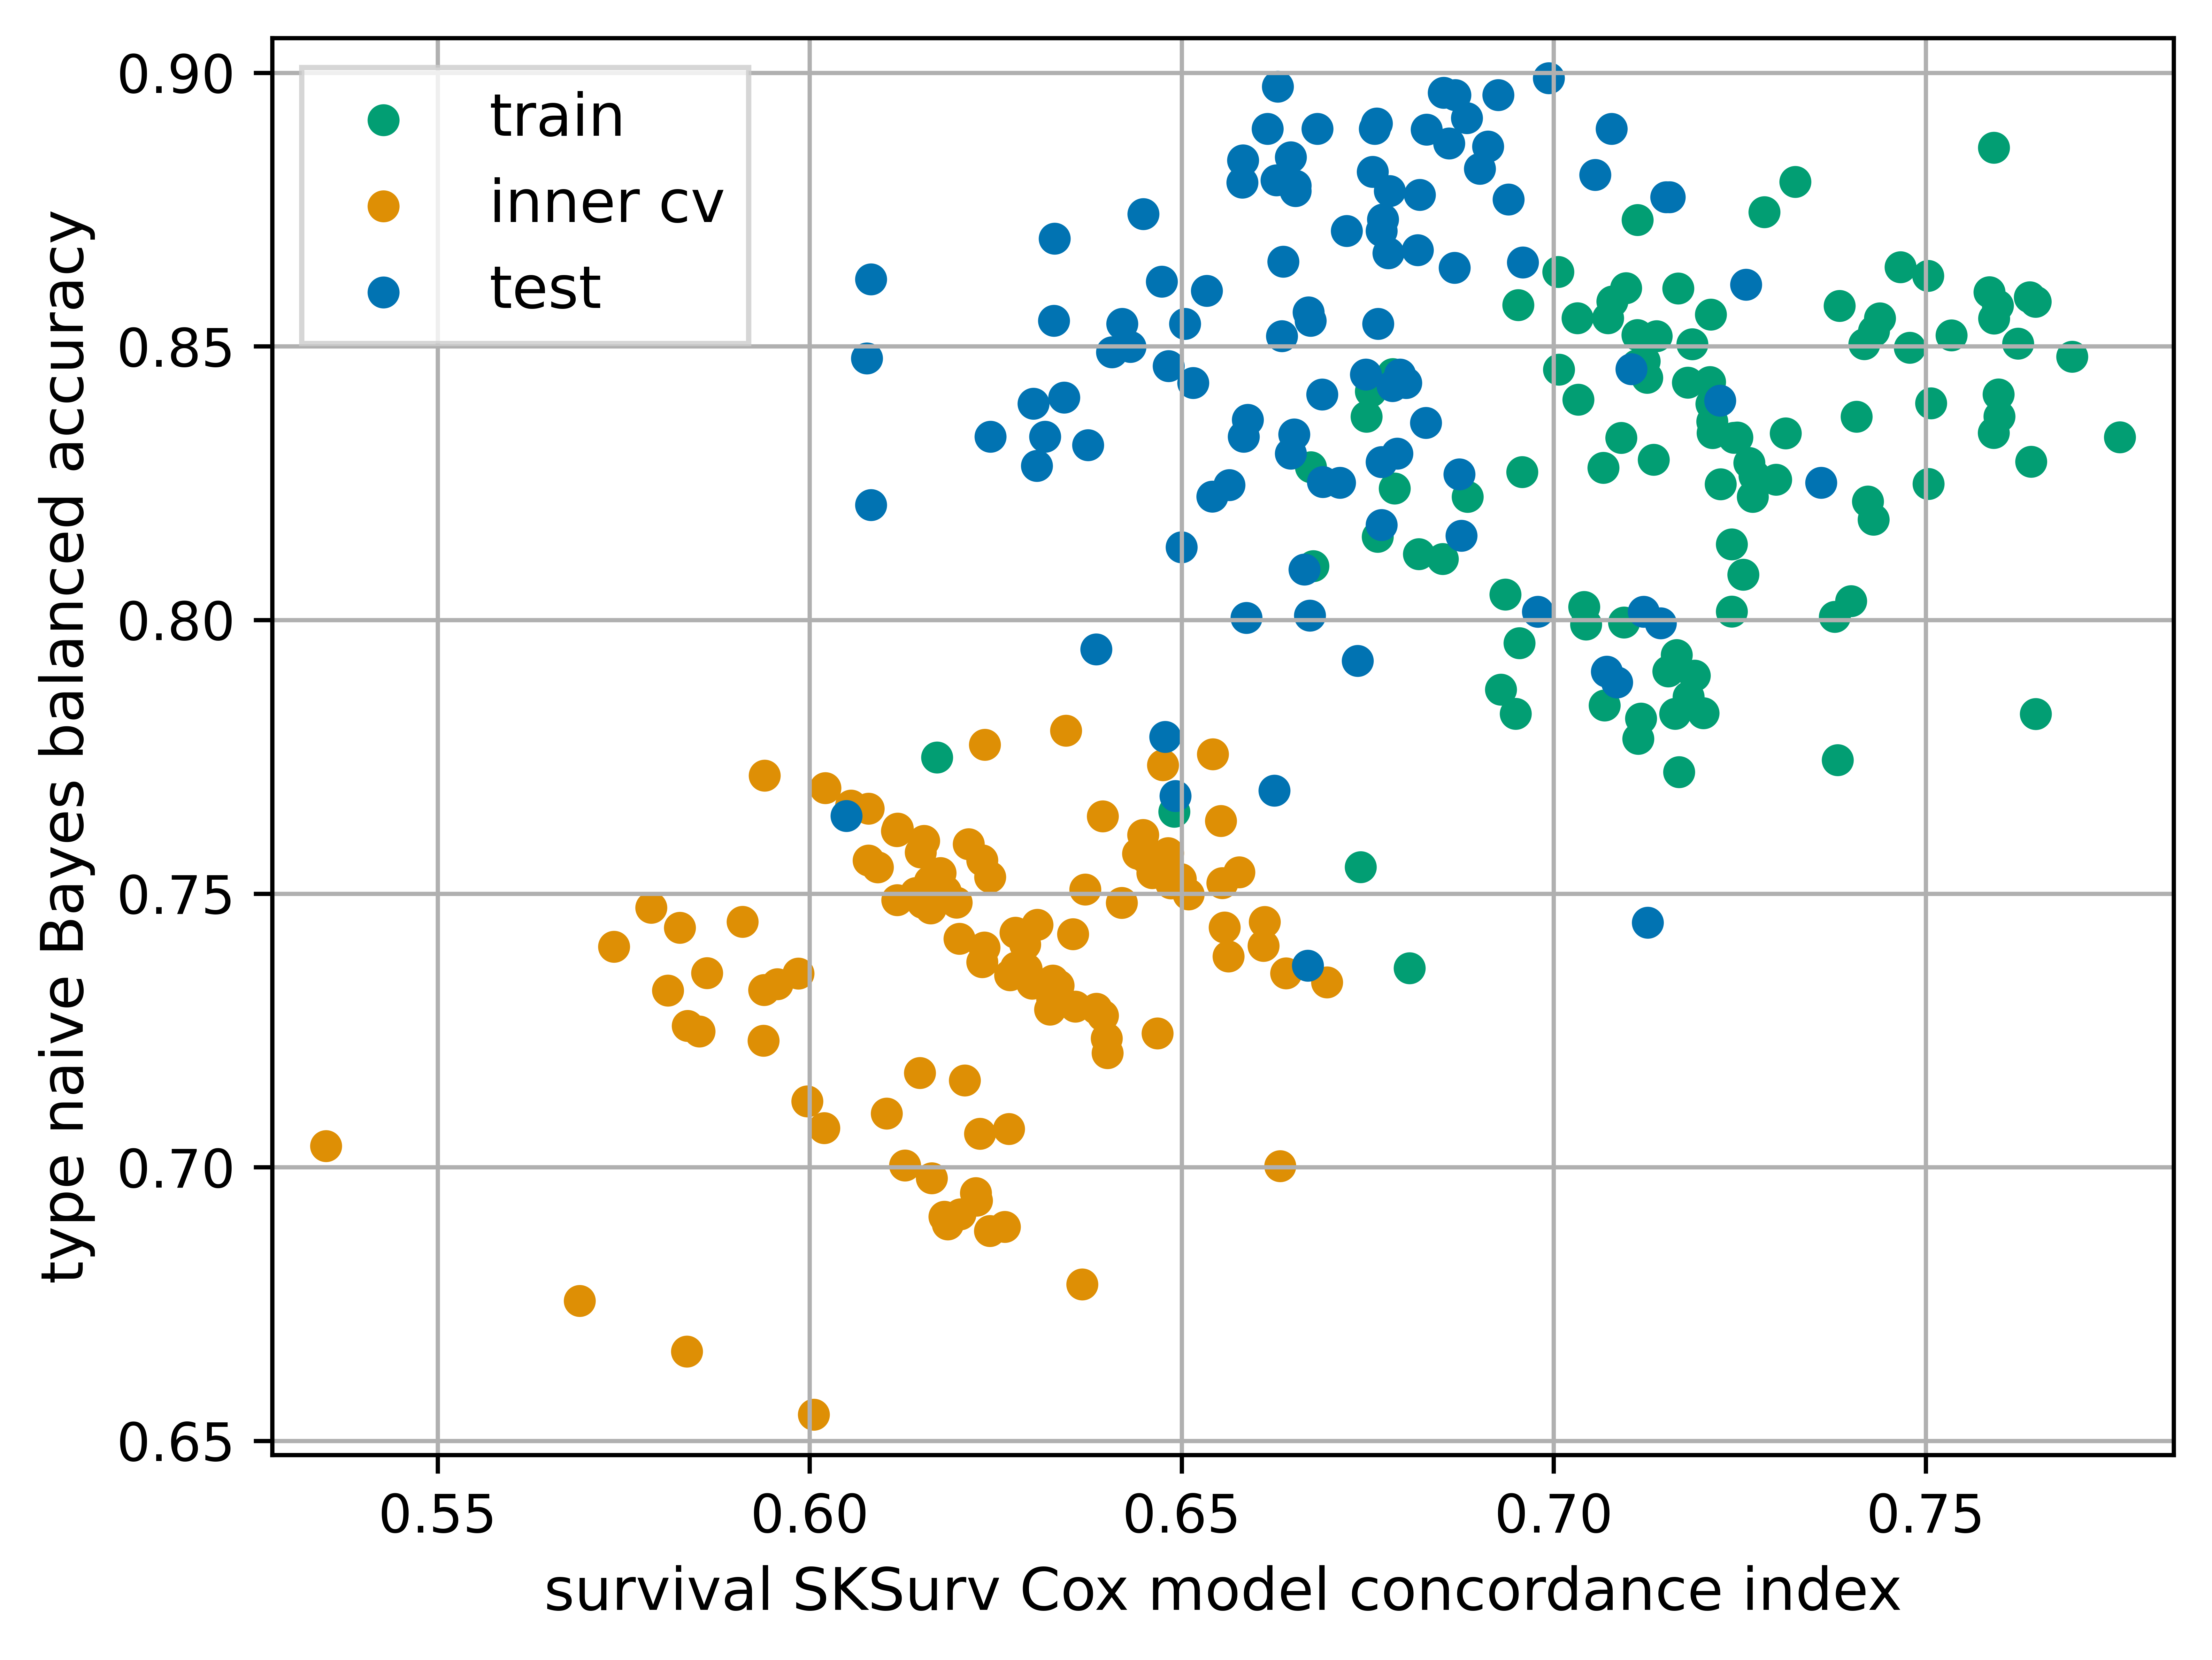 train
inner cv
test
type naive Bayes balanced accuracy
0.90
0.85
0.80
0.75
0.70
0.65
0.55
0.60
0.65
0.70
0.75
survival SKSurv Cox model concordance index